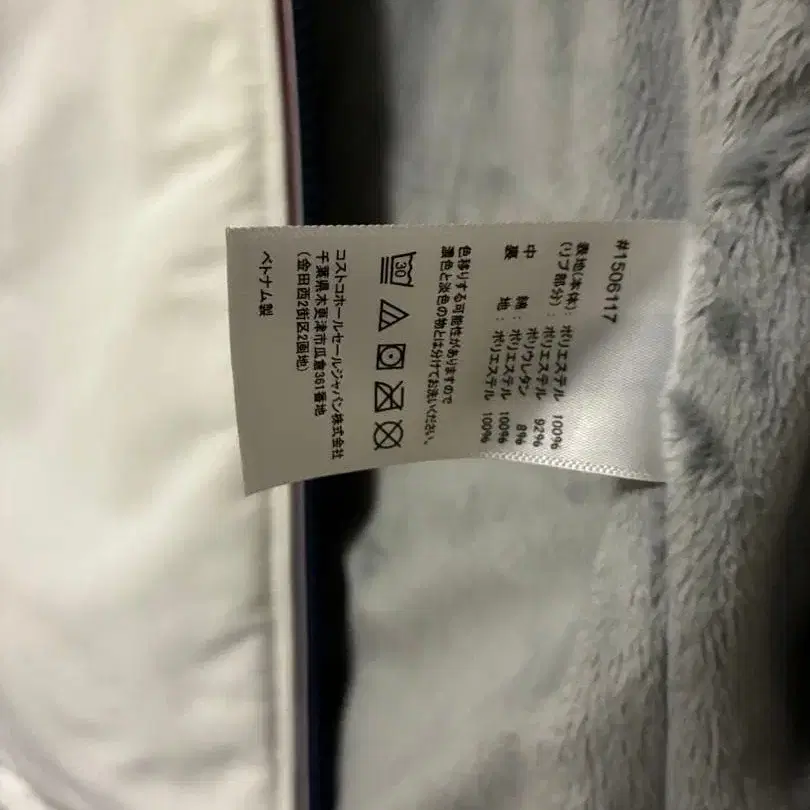 #1506117
表地(本体): ポリエステル 100%
(リブ部分): ポリエステル 92%
ポリウレタン 8%
中 綿: ポリエステル 100%
裏 地: ポリエステル 100%
色移りする可能性がありますので
濃色と淡色の物とは分けてお洗いください。
30
コストコホールセールジャパン株式会社
千葉県木更津市瓜倉361番地
(金田西2街区2画地)
ベトナム製